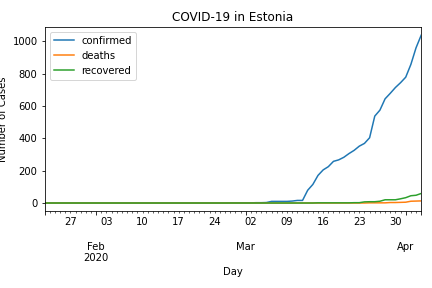 COVID-19 in Estonia
1000
800
600
400
200
0
Number of Cases
confirmed
deaths
recovered
27 03 10 17 24 02 09 16 23 30
Feb Mar Apr
2020
Day